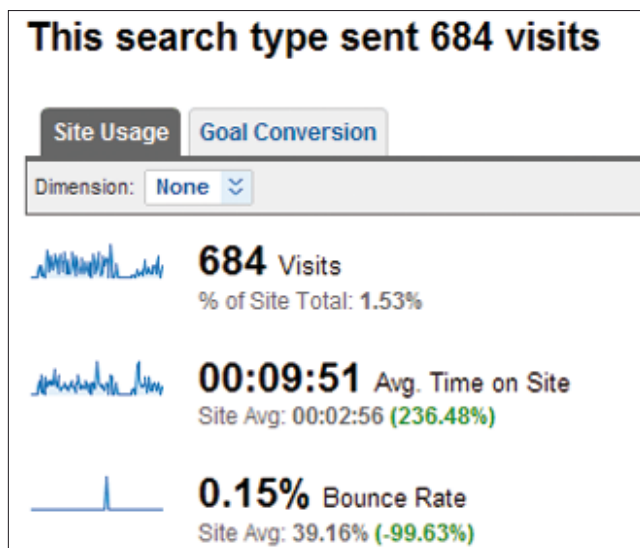 This search type sent 684 visits
Site Usage Goal Conversion
Dimension: None
684 Visits
% of Site Total: 1.53%
00:09:51 Avg. Time on Site
Site Avg: 00:02:56 (236.48%)
0.15% Bounce Rate
Site Avg: 39.16% (-99.63%)